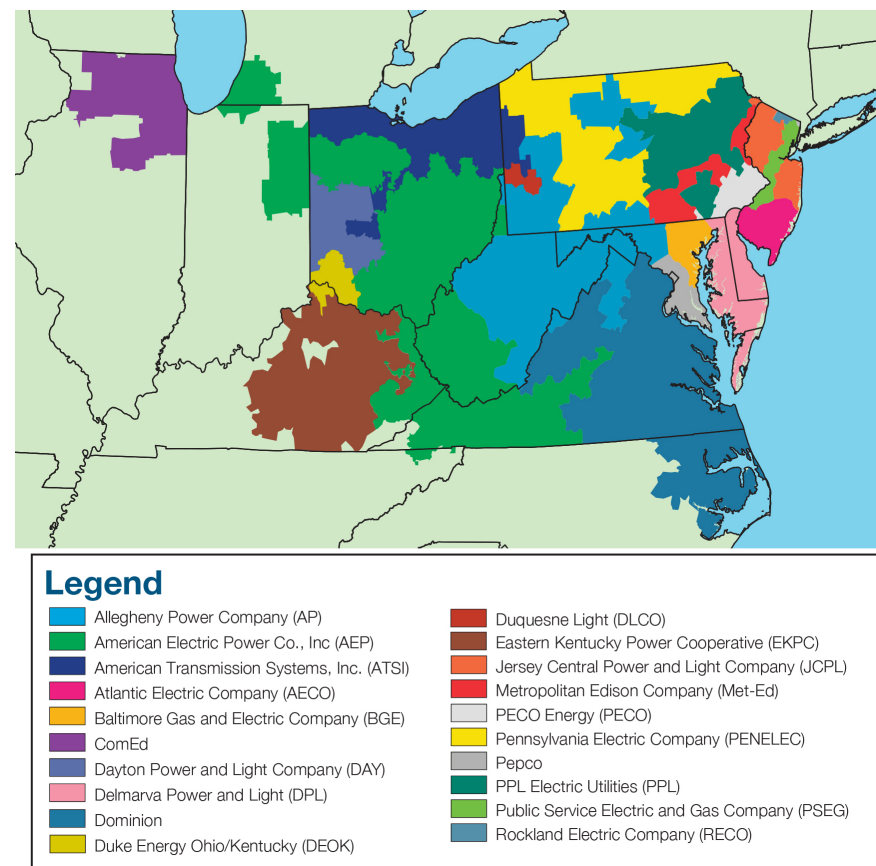 Legend
Allegheny Power Company (AP)
American Electric Power Co., Inc (AEP)
American Transmission Systems, Inc. (ATSI)
Atlantic Electric Company (AECO)
Baltimore Gas and Electric Company (BGE)
ComEd
Dayton Power and Light Company (DAY)
Delmarva Power and Light (DPL)
Dominion
Duke Energy Ohio/Kentucky (DEOK)
Duquesne Light (DLCO)
Eastern Kentucky Power Cooperative (EKPC)
Jersey Central Power and Light Company (JCPL)
Metropolitan Edison Company (Met-Ed)
PECO Energy (PECO)
Pennsylvania Electric Company (PENELEC)
Pepco
PPL Electric Utilities (PPL)
Public Service Electric and Gas Company (PSEG)
Rockland Electric Company (RECO)